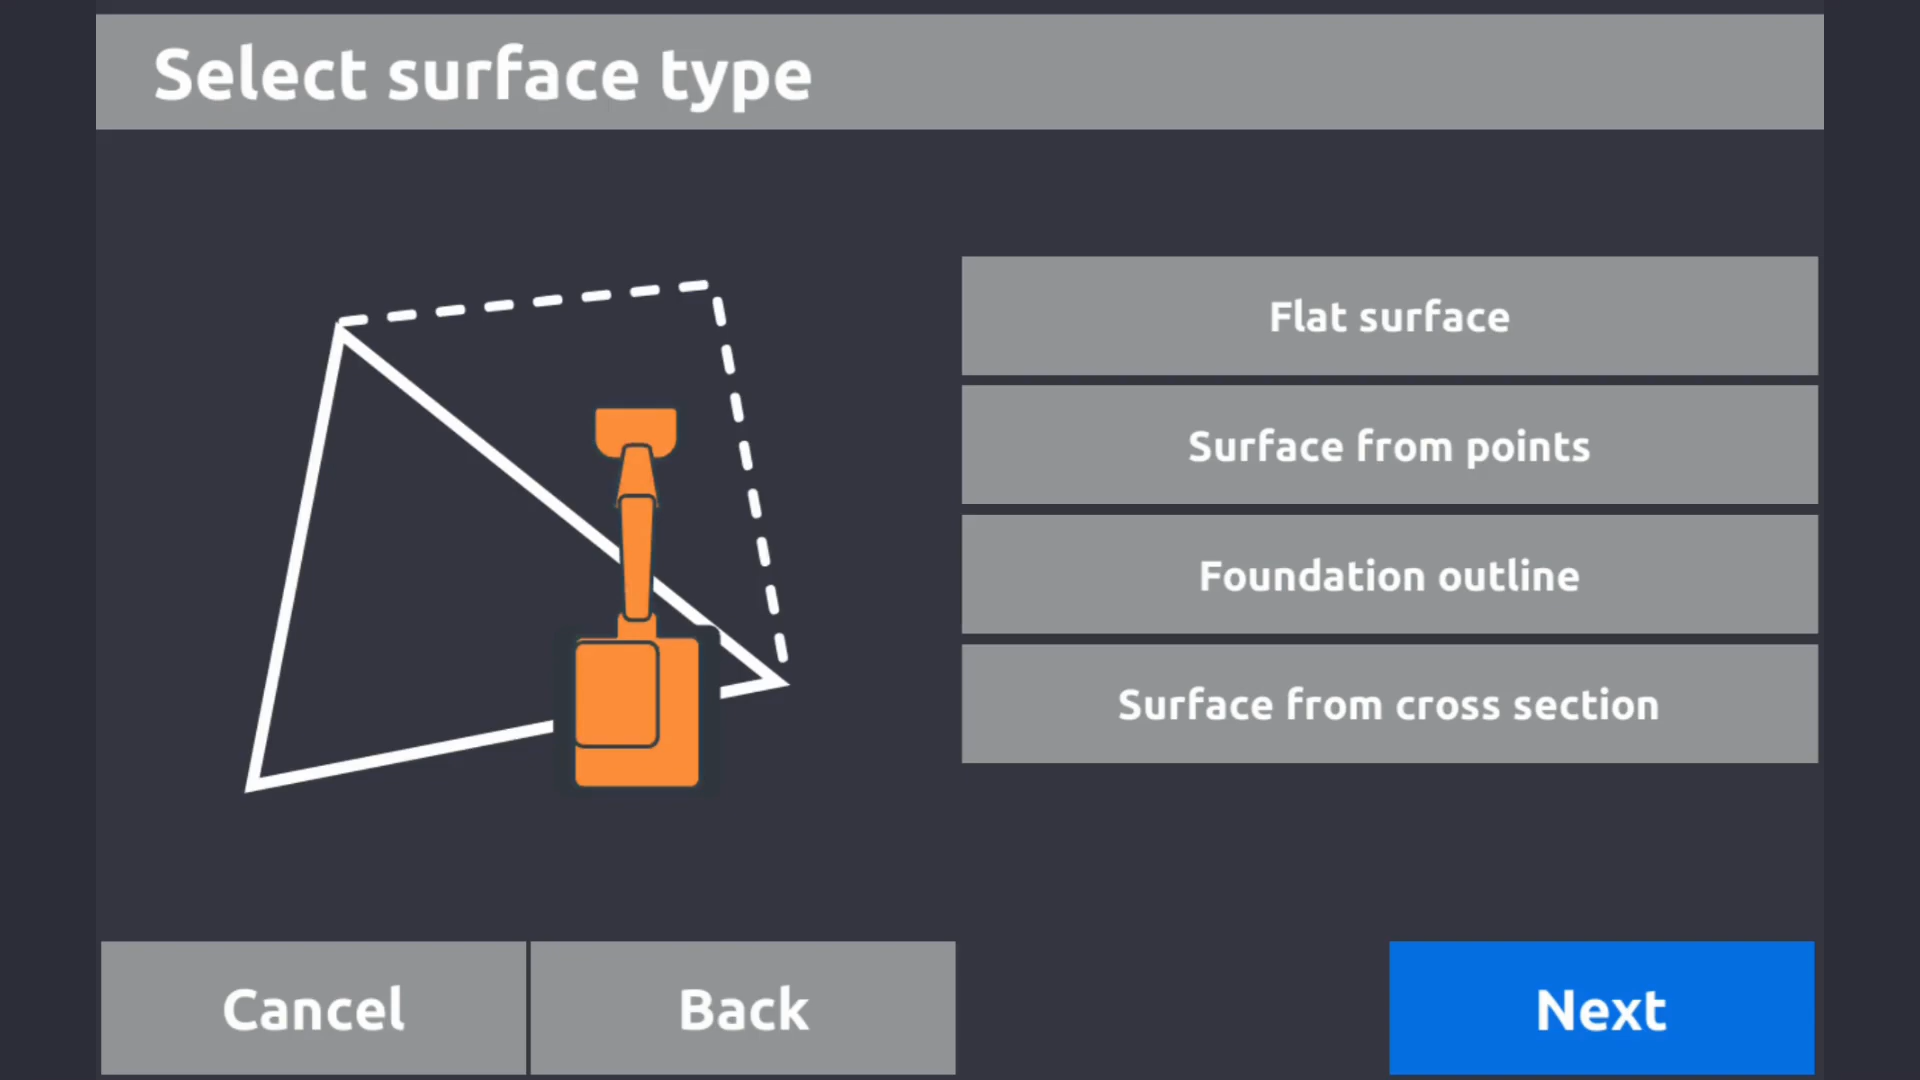 Select surface type
Flat surface
Surface from points
Foundation outline
Surface from cross section
Cancel
Back
Next